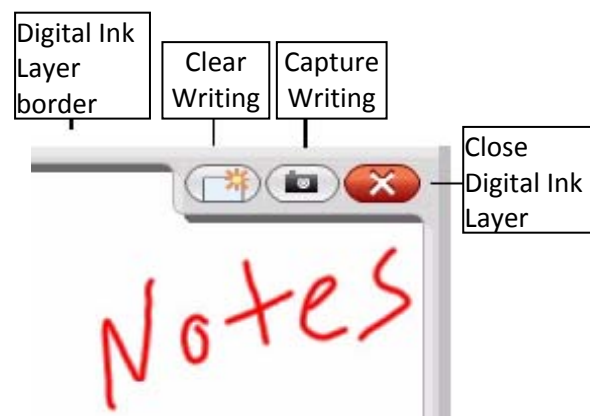 Digital Ink
Layer
border
Clear
Writing
Capture
Writing
Close
Digital Ink
Layer
Notes